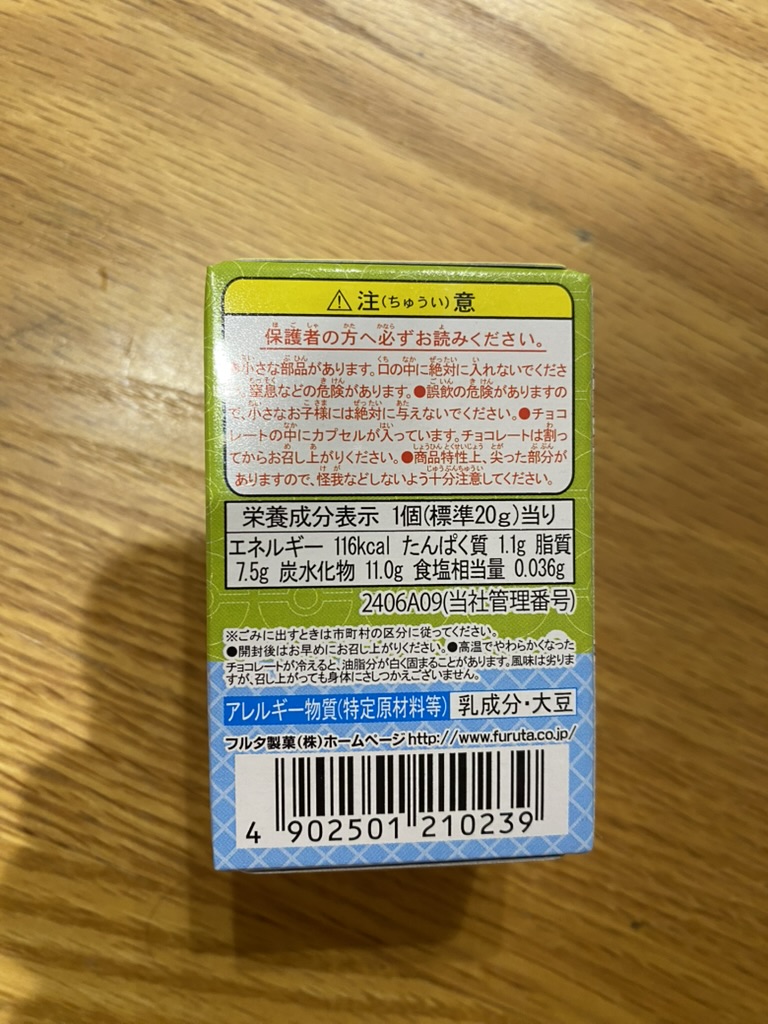 ⚠注(ちゅうい)意
保護者の方へ必ずお読みください。
小さな部品があります。口の中に絶対に入れないでくださ
窒息などの危険があります。●誤飲の危険がありますの
で、小さなお子様には絶対に与えないでください。●チョコ
レートの中にカプセルが入っています。チョコレートは割っ
てからお召し上がりください。●商品特性上、尖った部分が
ありますので、怪我などしないよう十分注意してください。
栄養成分表示 1個(標準20g)当り
エネルギー 116kcal たんぱく質 1.1g 脂質
7.5g 炭水化物 11.0g 食塩相当量 0.036g
2406A09(当社管理番号)
※ごみに出すときは市町村の区分に従ってください。
●開封後はお早めにお召し上がりください。●高温でやわらかくなった
チョコレートが冷えると、油脂分が白く固まることがあります。風味は劣りま
すが、召し上がっても身体にさしつかえございません。
アレルギー物質(特定原材料等) 乳成分・大豆
フルタ製菓(株)ホームページhttp://www.furuta.co.jp/
4 902501 210239